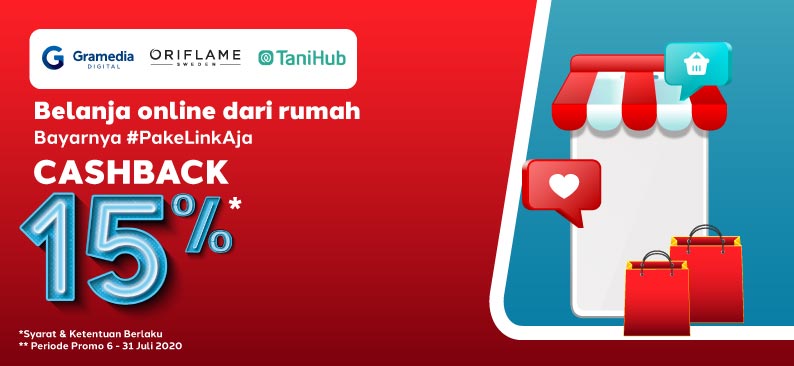 Gramedia
DIGITAL
ORIFLAME
SWEDEN
TaniHub
Belanja online dari rumah
Bayarnya #PakeLinkAja
CASHBACK
15%*
*Syarat & Ketentuan Berlaku
** Periode Promo 6 - 31 Juli 2020